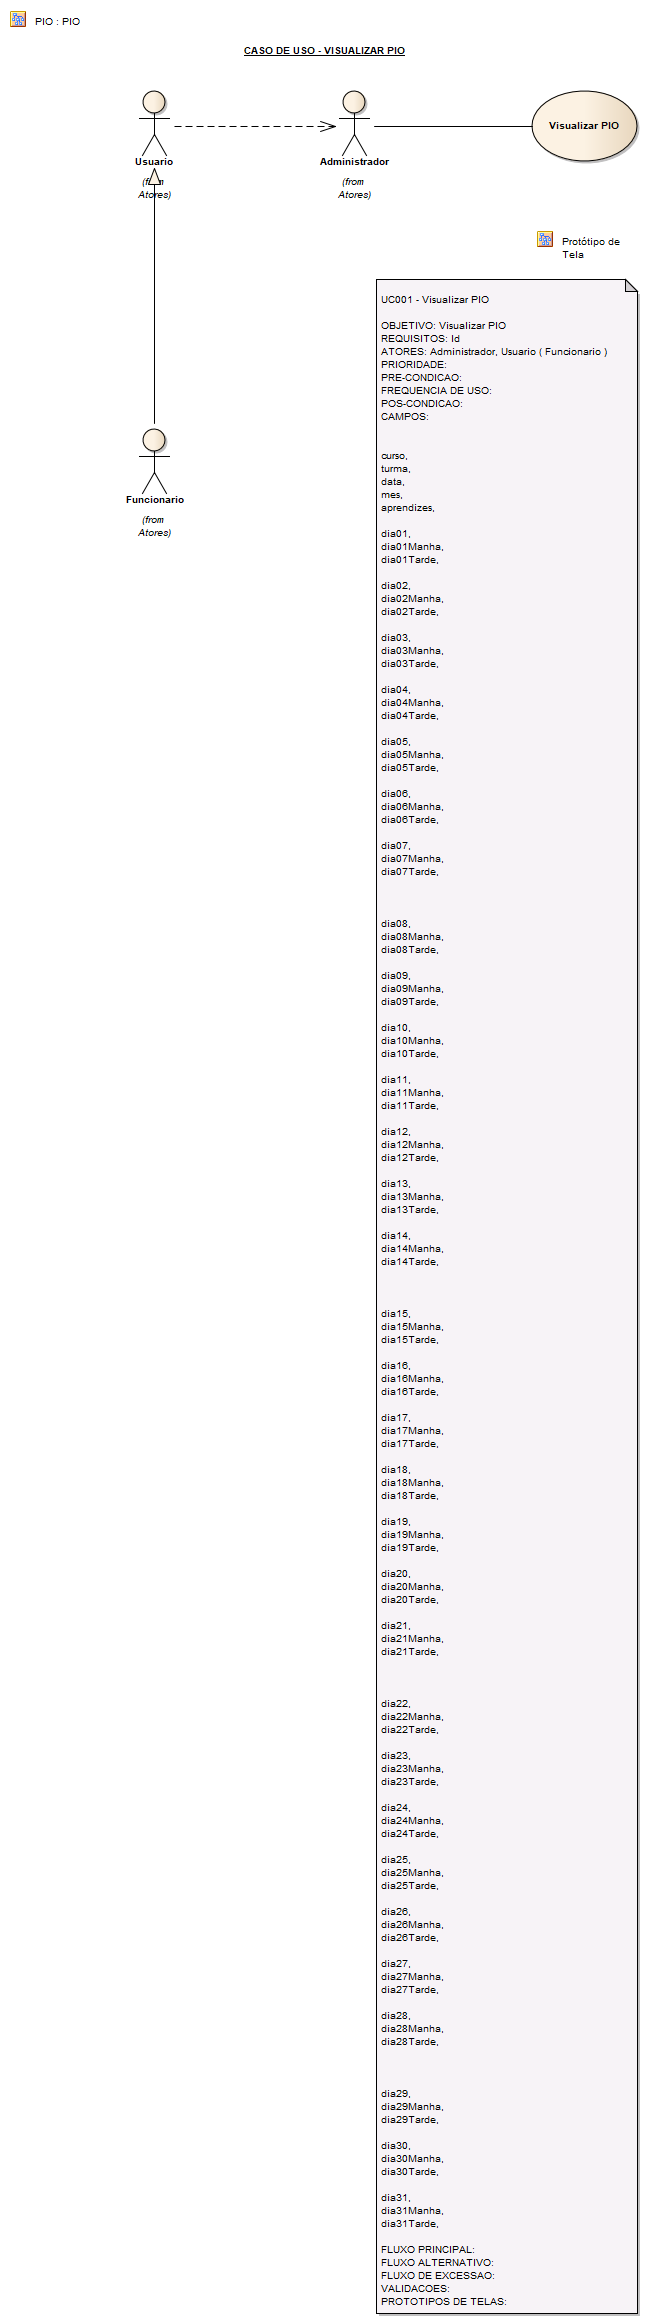 PIO : PIO
CASO DE USO - VISUALIZAR PIO
Usuario
(from
Atores)
Administrador
(from
Atores)
Visualizar PIO
Protótipo de
Tela
Funcionario
(from
Atores)
UC001 - Visualizar PIO
OBJETIVO: Visualizar PIO
REQUISITOS: Id
ATORES: Administrador, Usuario ( Funcionario )
PRIORIDADE:
PRE-CONDICAO:
FREQUENCIA DE USO:
POS-CONDICAO:
CAMPOS:
curso,
turma,
data,
mes,
aprendizes,
dia01,
dia01Manha,
dia01Tarde,
dia02,
dia02Manha,
dia02Tarde,
dia03,
dia03Manha,
dia03Tarde,
dia04,
dia04Manha,
dia04Tarde,
dia05,
dia05Manha,
dia05Tarde,
dia06,
dia06Manha,
dia06Tarde,
dia07,
dia07Manha,
dia07Tarde,
dia08,
dia08Manha,
dia08Tarde,
dia09,
dia09Manha,
dia09Tarde,
dia10,
dia10Manha,
dia10Tarde,
dia11,
dia11Manha,
dia11Tarde,
dia12,
dia12Manha,
dia12Tarde,
dia13,
dia13Manha,
dia13Tarde,
dia14,
dia14Manha,
dia14Tarde,
dia15,
dia15Manha,
dia15Tarde,
dia16,
dia16Manha,
dia16Tarde,
dia17,
dia17Manha,
dia17Tarde,
dia18,
dia18Manha,
dia18Tarde,
dia19,
dia19Manha,
dia19Tarde,
dia20,
dia20Manha,
dia20Tarde,
dia21,
dia21Manha,
dia21Tarde,
dia22,
dia22Manha,
dia22Tarde,
dia23,
dia23Manha,
dia23Tarde,
dia24,
dia24Manha,
dia24Tarde,
dia25,
dia25Manha,
dia25Tarde,
dia26,
dia26Manha,
dia26Tarde,
dia27,
dia27Manha,
dia27Tarde,
dia28,
dia28Manha,
dia28Tarde,
dia29,
dia29Manha,
dia29Tarde,
dia30,
dia30Manha,
dia30Tarde,
dia31,
dia31Manha,
dia31Tarde,
FLUXO PRINCIPAL:
FLUXO ALTERNATIVO:
FLUXO DE EXCESSAO:
VALIDACOES:
PROTOTIPOS DE TELAS: